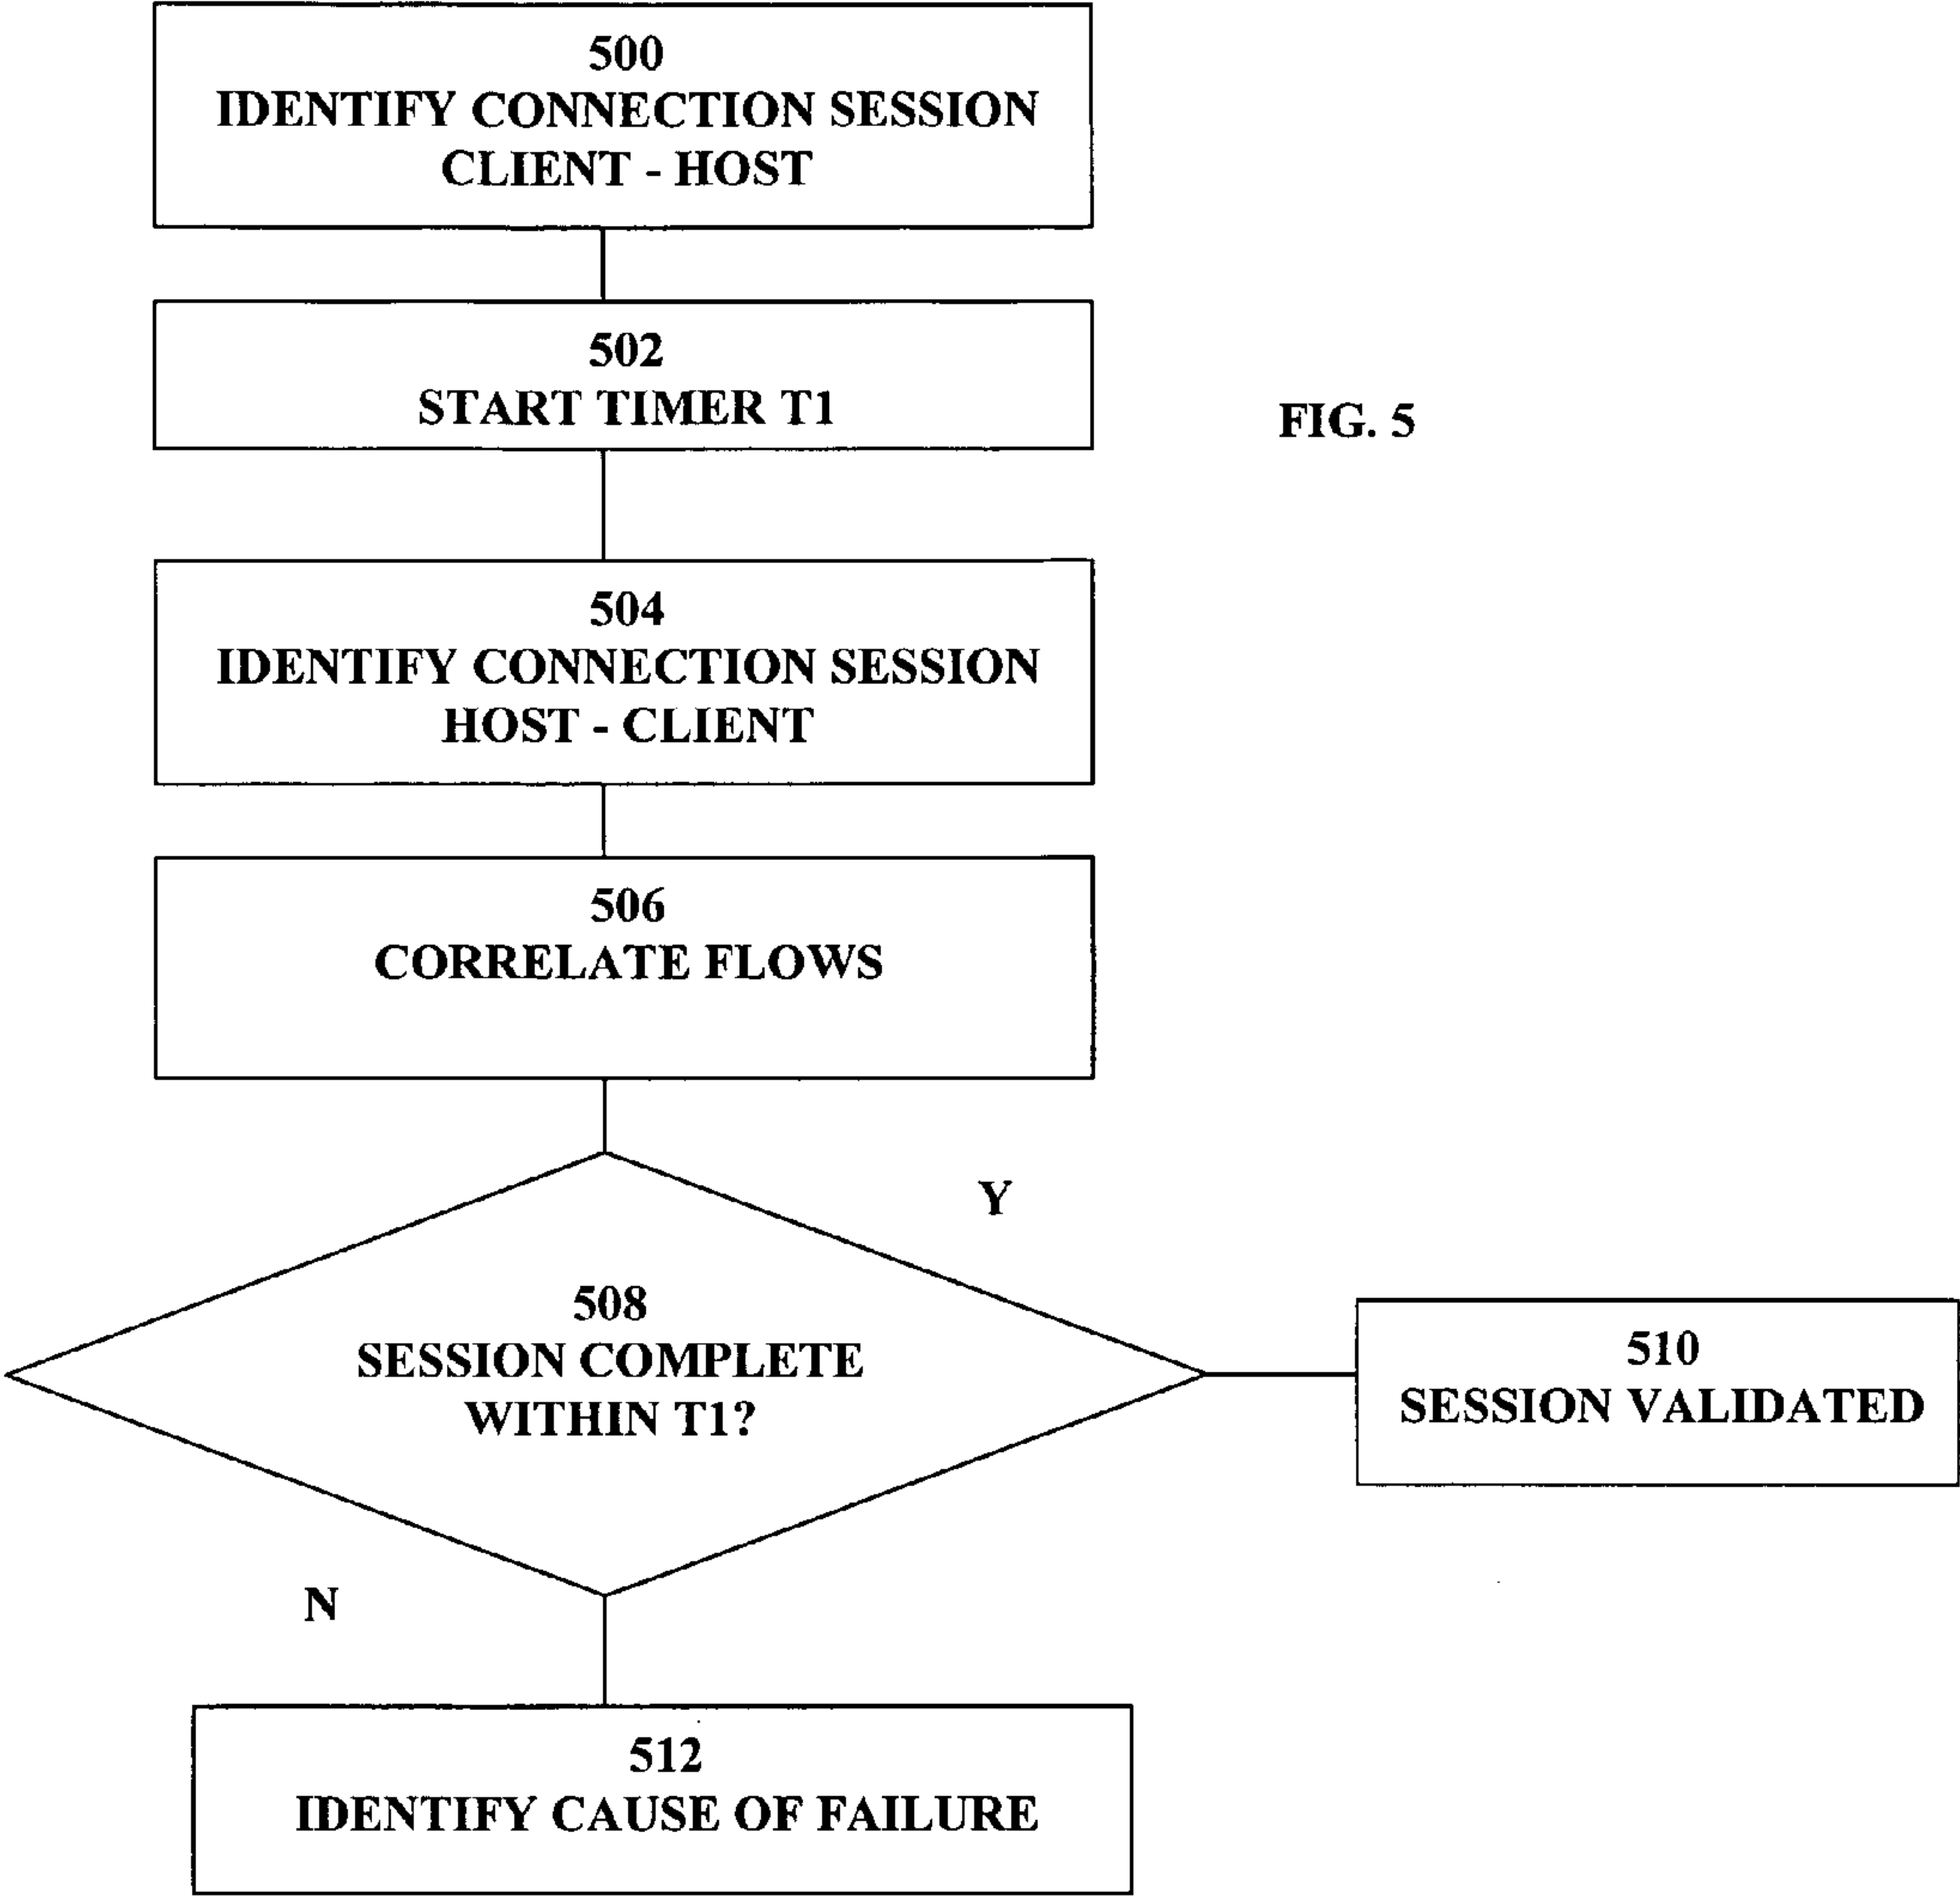 500
IDENTIFY CONNECTION SESSION
CLIENT - HOST
502
START TIMER T1
FIG. 5
504
IDENTIFY CONNECTION SESSION
HOST - CLIENT
506
CORRELATE FLOWS
Y
508
SESSION COMPLETE
WITHIN T1?
510
SESSION VALIDATED
N
512
IDENTIFY CAUSE OF FAILURE